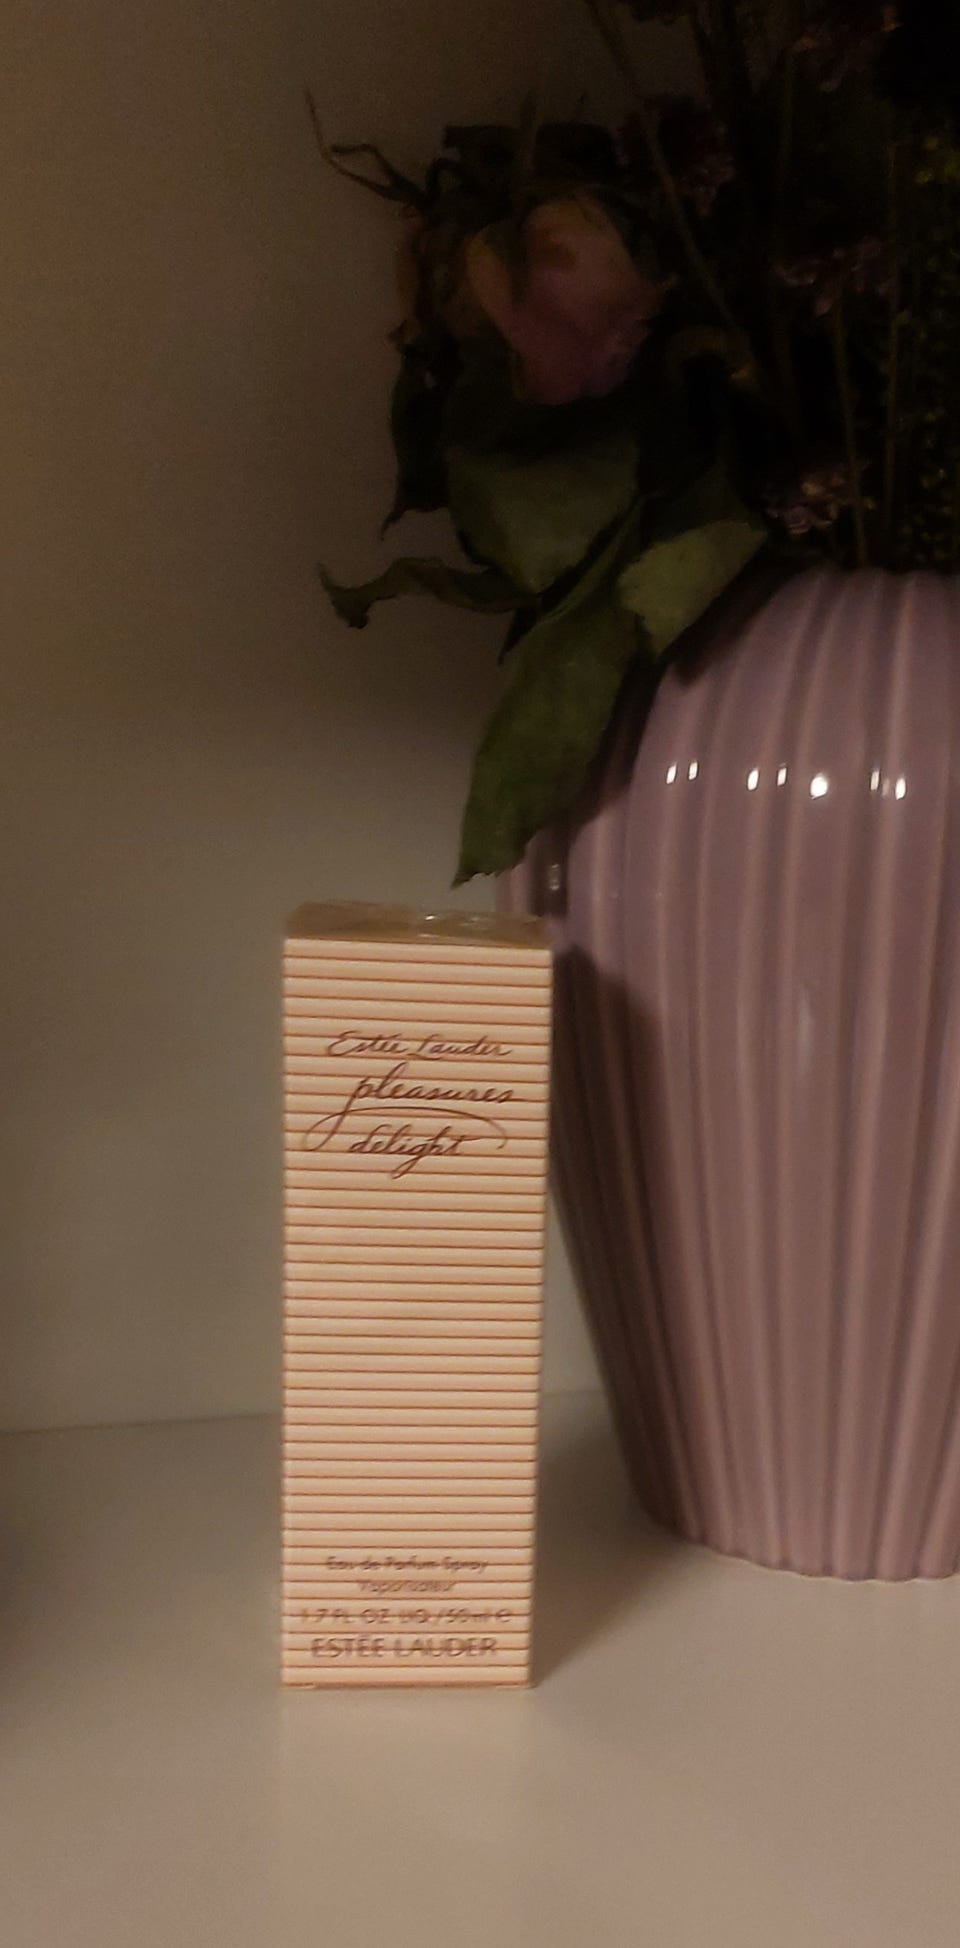 Estée Lauder
pleasures
delight
Eau de Parfum Spray
Vaporisateur
1.7 FL. OZ. LIQ./50 ml e
ESTĒE LAUDER